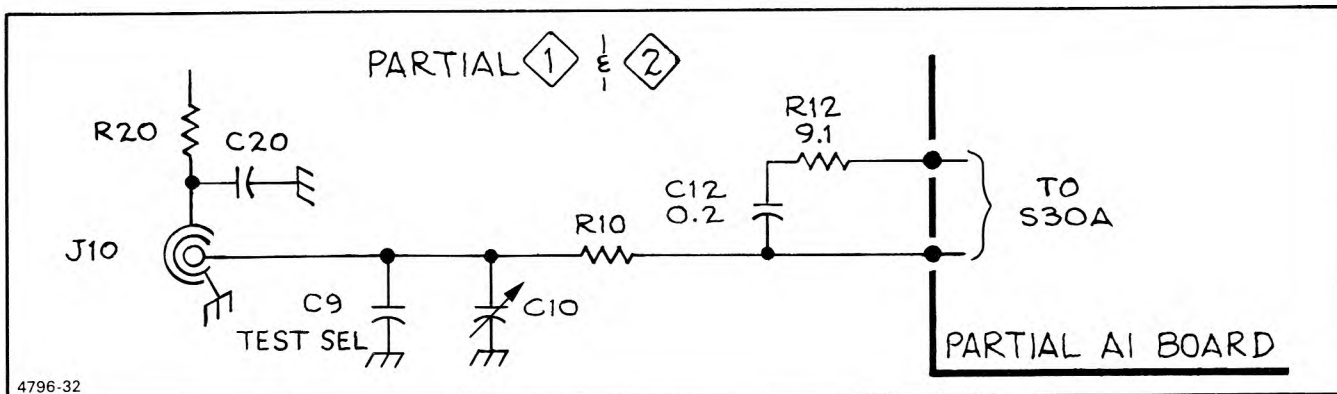 PARTIAL 1 & 2
R20
C20
J10
C9
TEST SEL
C10
R10
C12
0.2
R12
9.1
TO
S30A
PARTIAL A1 BOARD
4796-32